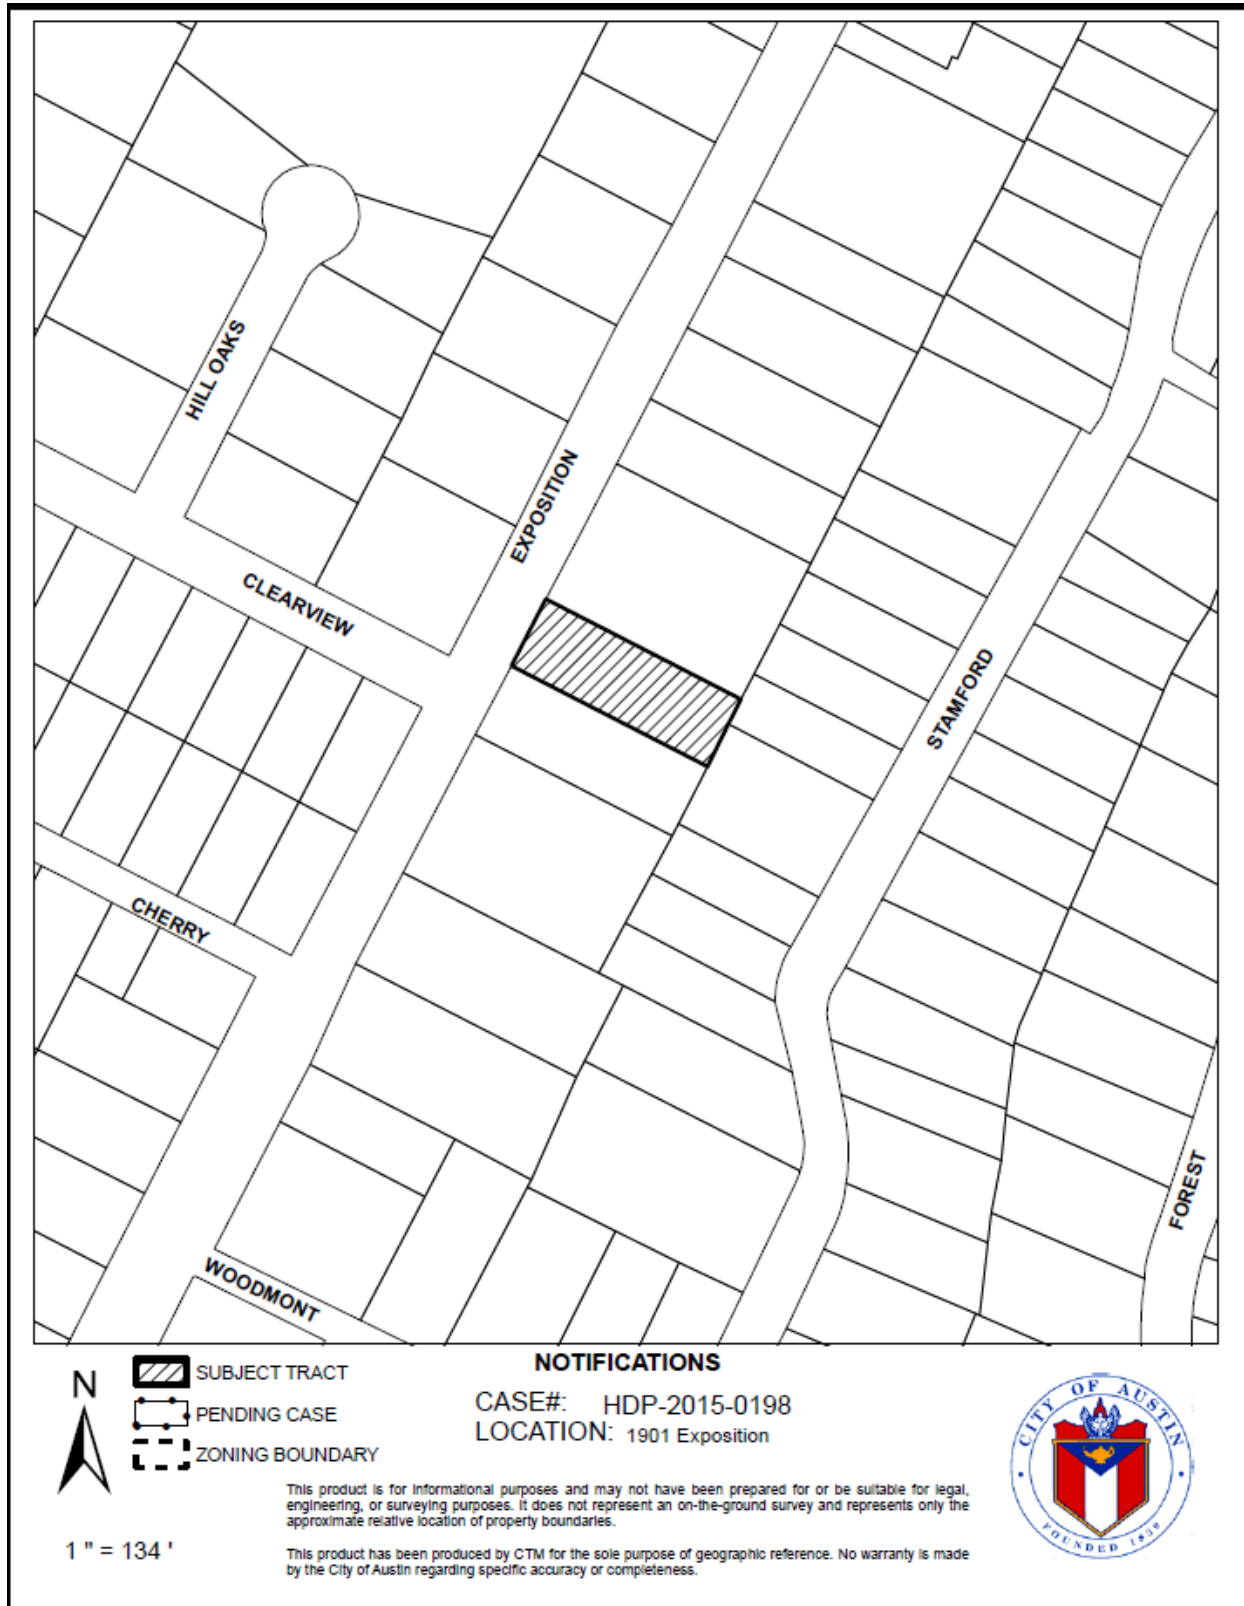 HILL OAKS
EXPOSITION
CLEARVIEW
STAMFORD
CHERRY
FOREST
WOODMONT
N
SUBJECT TRACT
PENDING CASE
ZONING BOUNDARY
1 " = 134 '
NOTIFICATIONS
CASE#: HDP-2015-0198
LOCATION: 1901 Exposition
This product is for informational purposes and may not have been prepared for or be suitable for legal,
engineering, or surveying purposes. It does not represent an on-the-ground survey and represents only the
approximate relative location of property boundaries.
This product has been produced by CTM for the sole purpose of geographic reference. No warranty is made
by the City of Austin regarding specific accuracy or completeness.
CITY OF AUSTIN
FOUNDED 1839